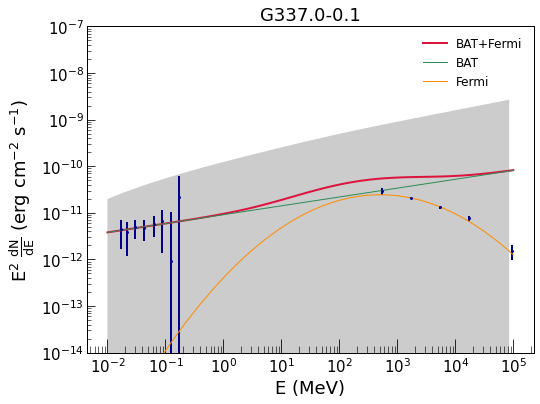 G337.0-0.1
BAT+Fermi
BAT
Fermi
E² dN/dE (erg cm⁻² s⁻¹)
10⁻⁷
10⁻⁸
10⁻⁹
10⁻¹⁰
10⁻¹¹
10⁻¹²
10⁻¹³
10⁻¹⁴
10⁻² 10⁻¹ 10⁰ 10¹ 10² 10³ 10⁴ 10⁵
E (MeV)